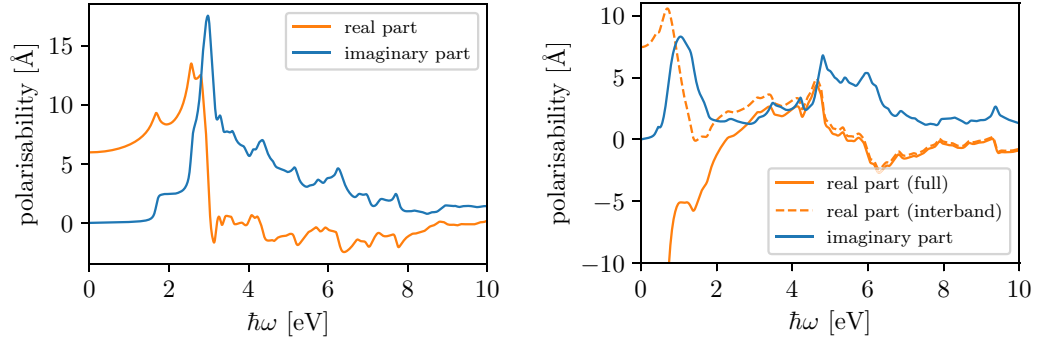 polarisability [Å]
15
10
5
0
0
2
4
6
8
10
ħω [eV]
real part
imaginary part
polarisability [Å]
10
5
0
−5
−10
0
2
4
6
8
10
ħω [eV]
real part (full)
real part (interband)
imaginary part